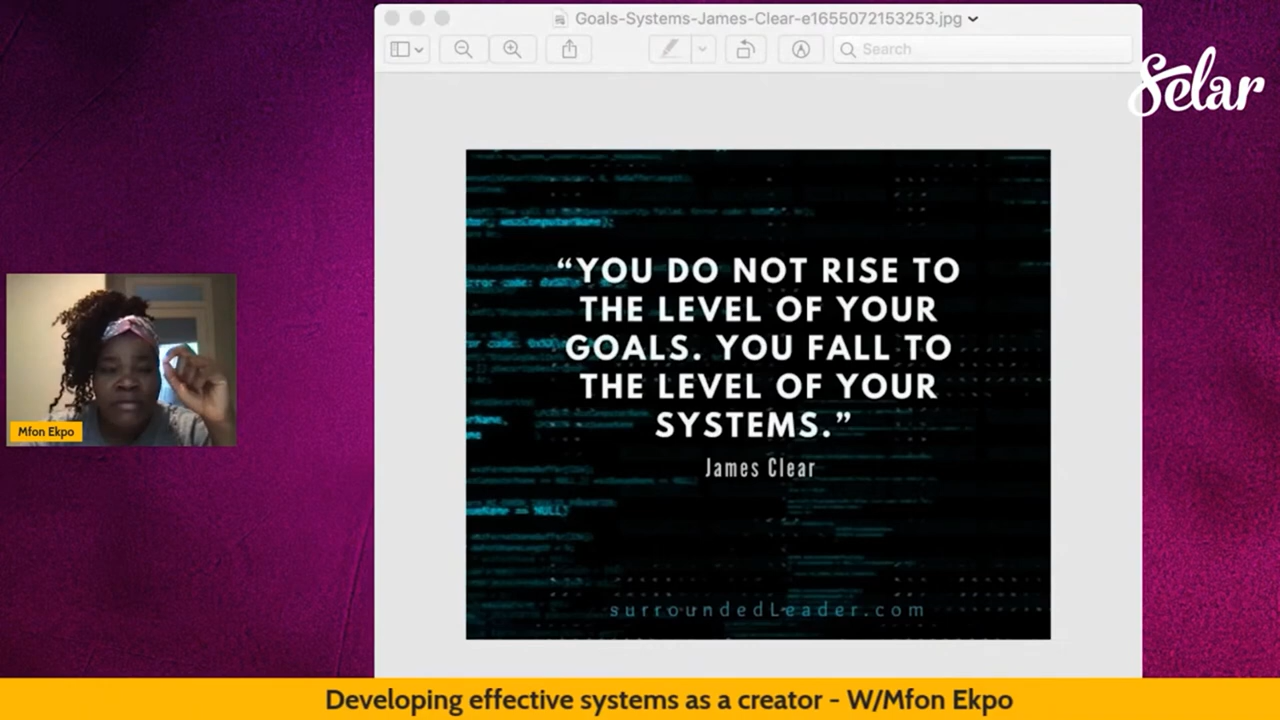 Goals-Systems-James-Clear-e1655072153253.jpg
Search
Selar
“YOU DO NOT RISE TO
THE LEVEL OF YOUR
GOALS. YOU FALL TO
THE LEVEL OF YOUR
SYSTEMS.”
James Clear
surroundedLeader.com
Mfon Ekpo
Developing effective systems as a creator - W/Mfon Ekpo